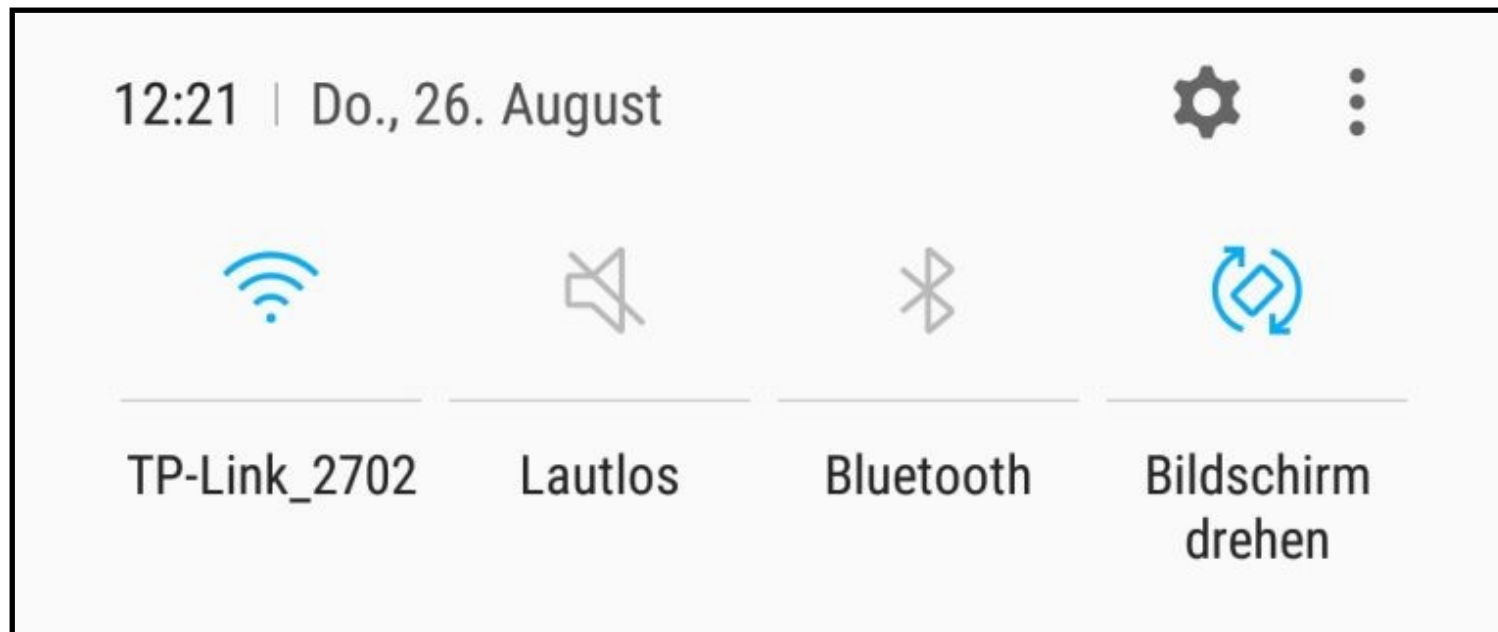 12:21 | Do., 26. August
TP-Link_2702 Lautlos Bluetooth Bildschirm
drehen